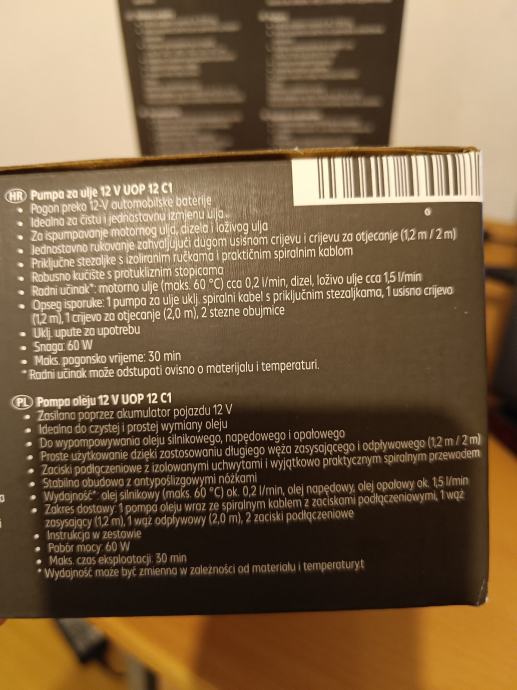 HR Pumpa za ulje 12 V UOP 12 C1
• Pogon preko 12-V automobilske baterije
• Idealna za čistu i jednostavnu izmjenu ulja
• Za ispumpavanje motornog ulja, dizela i loživog ulja
• Jednostavno rukovanje zahvaljujući dugom usisnom crijevu i crijevu za otjecanje (1,2 m / 2 m)
• Priključne stezaljke s izoliranim ručkama i praktičnim spiralnim kablom
• Robusno kućište s protukliznim stopicama
• Radni učinak*: motorno ulje (maks. 60 °C) cca 0,2 l/min, dizel, loživo ulje cca 1,5 l/min
• Opseg isporuke: 1 pumpa za ulje uklj. spiralni kabel s priključnim stezaljkama, 1 usisno crijevo
(1,2 m), 1 crijevo za otjecanje (2,0 m), 2 stezne obujmice
• Uklj. upute za upotrebu
• Snaga: 60 W
• Maks. pogonsko vrijeme: 30 min
*Radni učinak može odstupati ovisno o materijalu i temperaturi.
PL Pompa oleju 12 V UOP 12 C1
• Zasilana poprzez akumulator pojazdu 12 V
• Idealna do czystej i prostej wymiany oleju
• Do wypompowywania oleju silnikowego, napędowego i opałowego
• Proste użytkowanie dzięki zastosowaniu długiego węża zasysającego i odpływowego (1,2 m / 2 m)
• Zaciski podłączeniowe z izolowanymi uchwytami i wyjątkowo praktycznym spiralnym przewodem
• Stabilna obudowa z antypoślizgowymi nóżkami
• Wydajność*: olej silnikowy (maks. 60 °C) ok. 0,2 l/min, olej napędowy, olej opałowy ok. 1,5 l/min
• Zakres dostawy: 1 pompa oleju wraz ze spiralnym kablem z zaciskami podłączeniowymi, 1 wąż
zasysający (1,2 m), 1 wąż odpływowy (2,0 m), 2 zaciski podłączeniowe
• Instrukcja w zestawie
• Pobór mocy: 60 W
• Maks. czas eksploatacji: 30 min
*Wydajność może być zmienna w zależności od materiału i temperatury.t